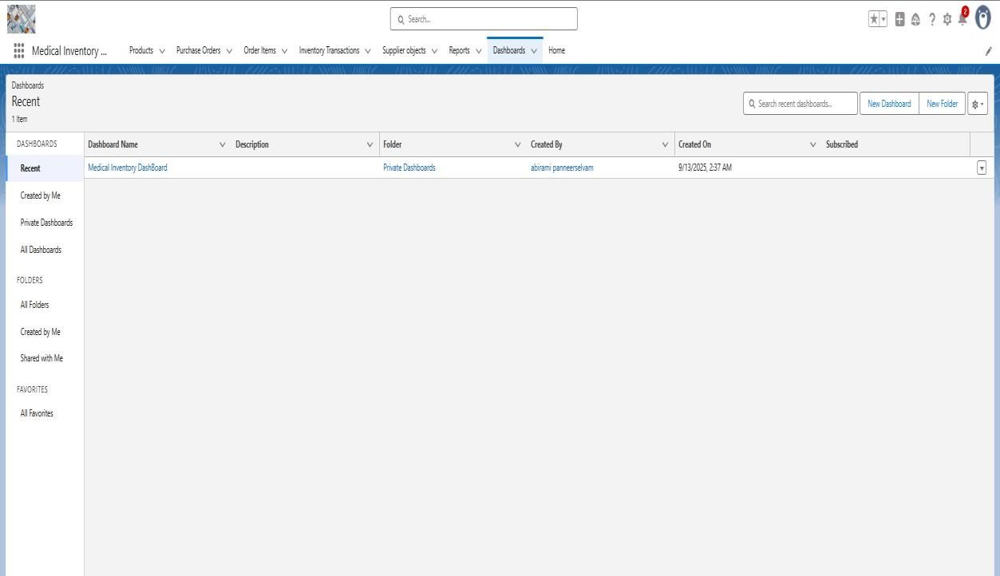 Search...
2
Medical Inventory ... Products Purchase Orders Order Items Inventory Transactions Supplier objects Reports Dashboards Home
Dashboards
Recent
1 item
Search recent dashboards... New Dashboard New Folder
DASHBOARDS
Recent
Created by Me
Private Dashboards
All Dashboards
FOLDERS
All Folders
Created by Me
Shared with Me
FAVORITES
All Favorites
Dashboard Name Description Folder Created By Created On Subscribed
Medical Inventory DashBoard Private Dashboards abirami panneerselvam 9/13/2025, 2:37 AM